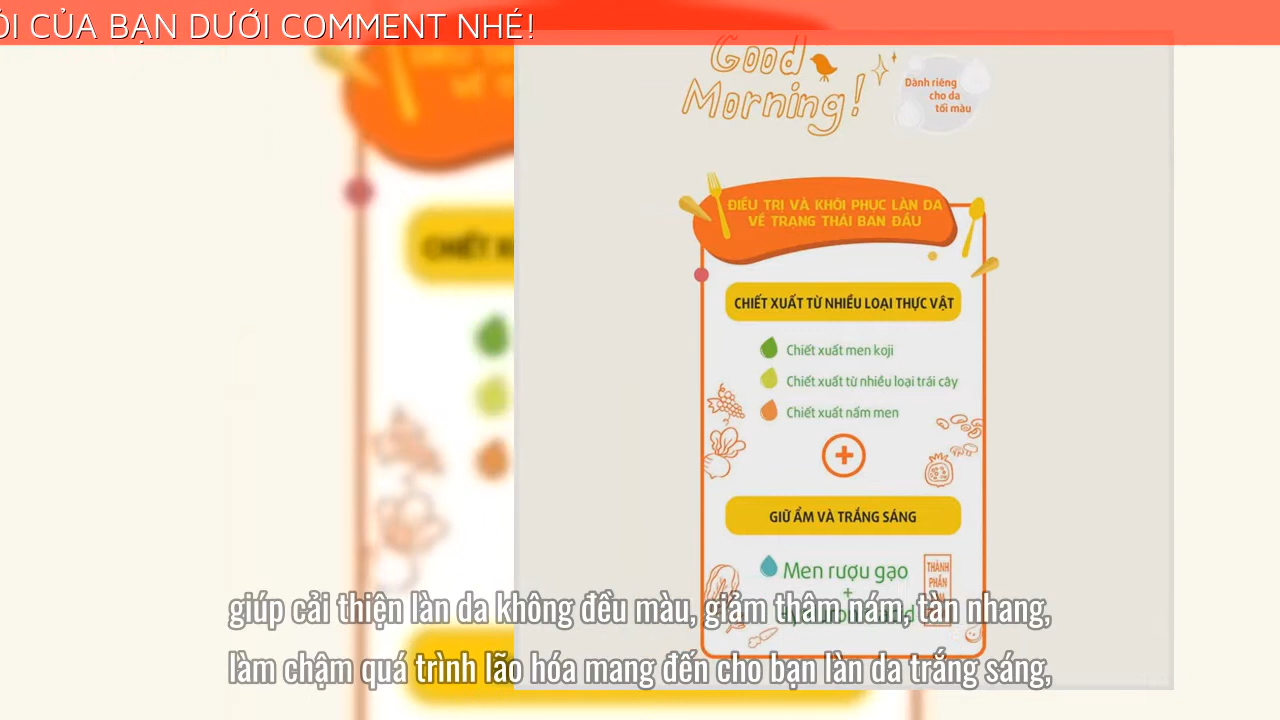 CỦA BẠN DƯỚI COMMENT NHÉ!
Good
Morning!
Dành riêng
cho da
tối màu
ĐIỀU TRỊ VÀ KHÔI PHỤC LÀN DA
VỀ TRẠNG THÁI BAN ĐẦU
CHIẾT XUẤT TỪ NHIỀU LOẠI THỰC VẬT
Chiết xuất men koji
Chiết xuất từ nhiều loại trái cây
Chiết xuất nấm men
+
GIỮ ẨM VÀ TRẮNG SÁNG
Men rượu gạo
+
THÀNH
PHẦN
giúp cải thiện làn da không đều màu, giảm thâm nám, tàn nhang,
làm chậm quá trình lão hóa mang đến cho bạn làn da trắng sáng,